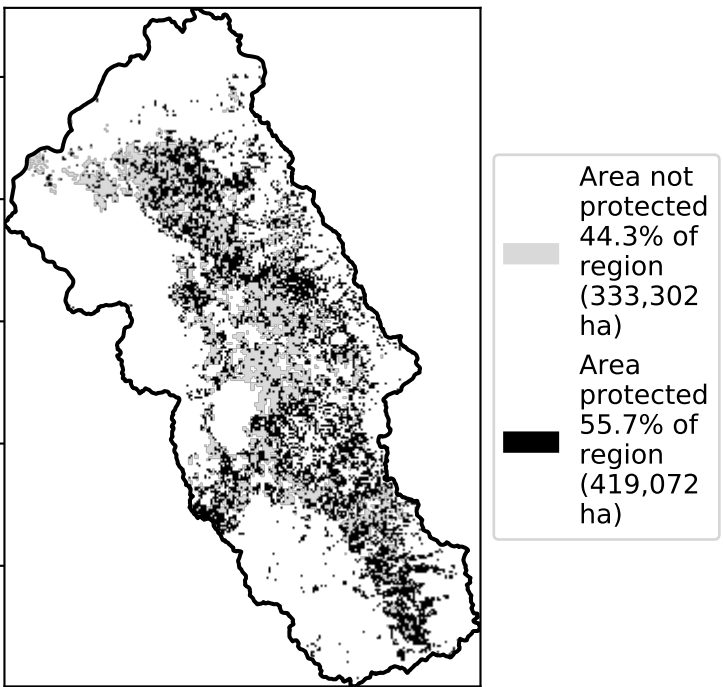 Area not
protected
44.3% of
region
(333,302
ha)
Area
protected
55.7% of
region
(419,072
ha)